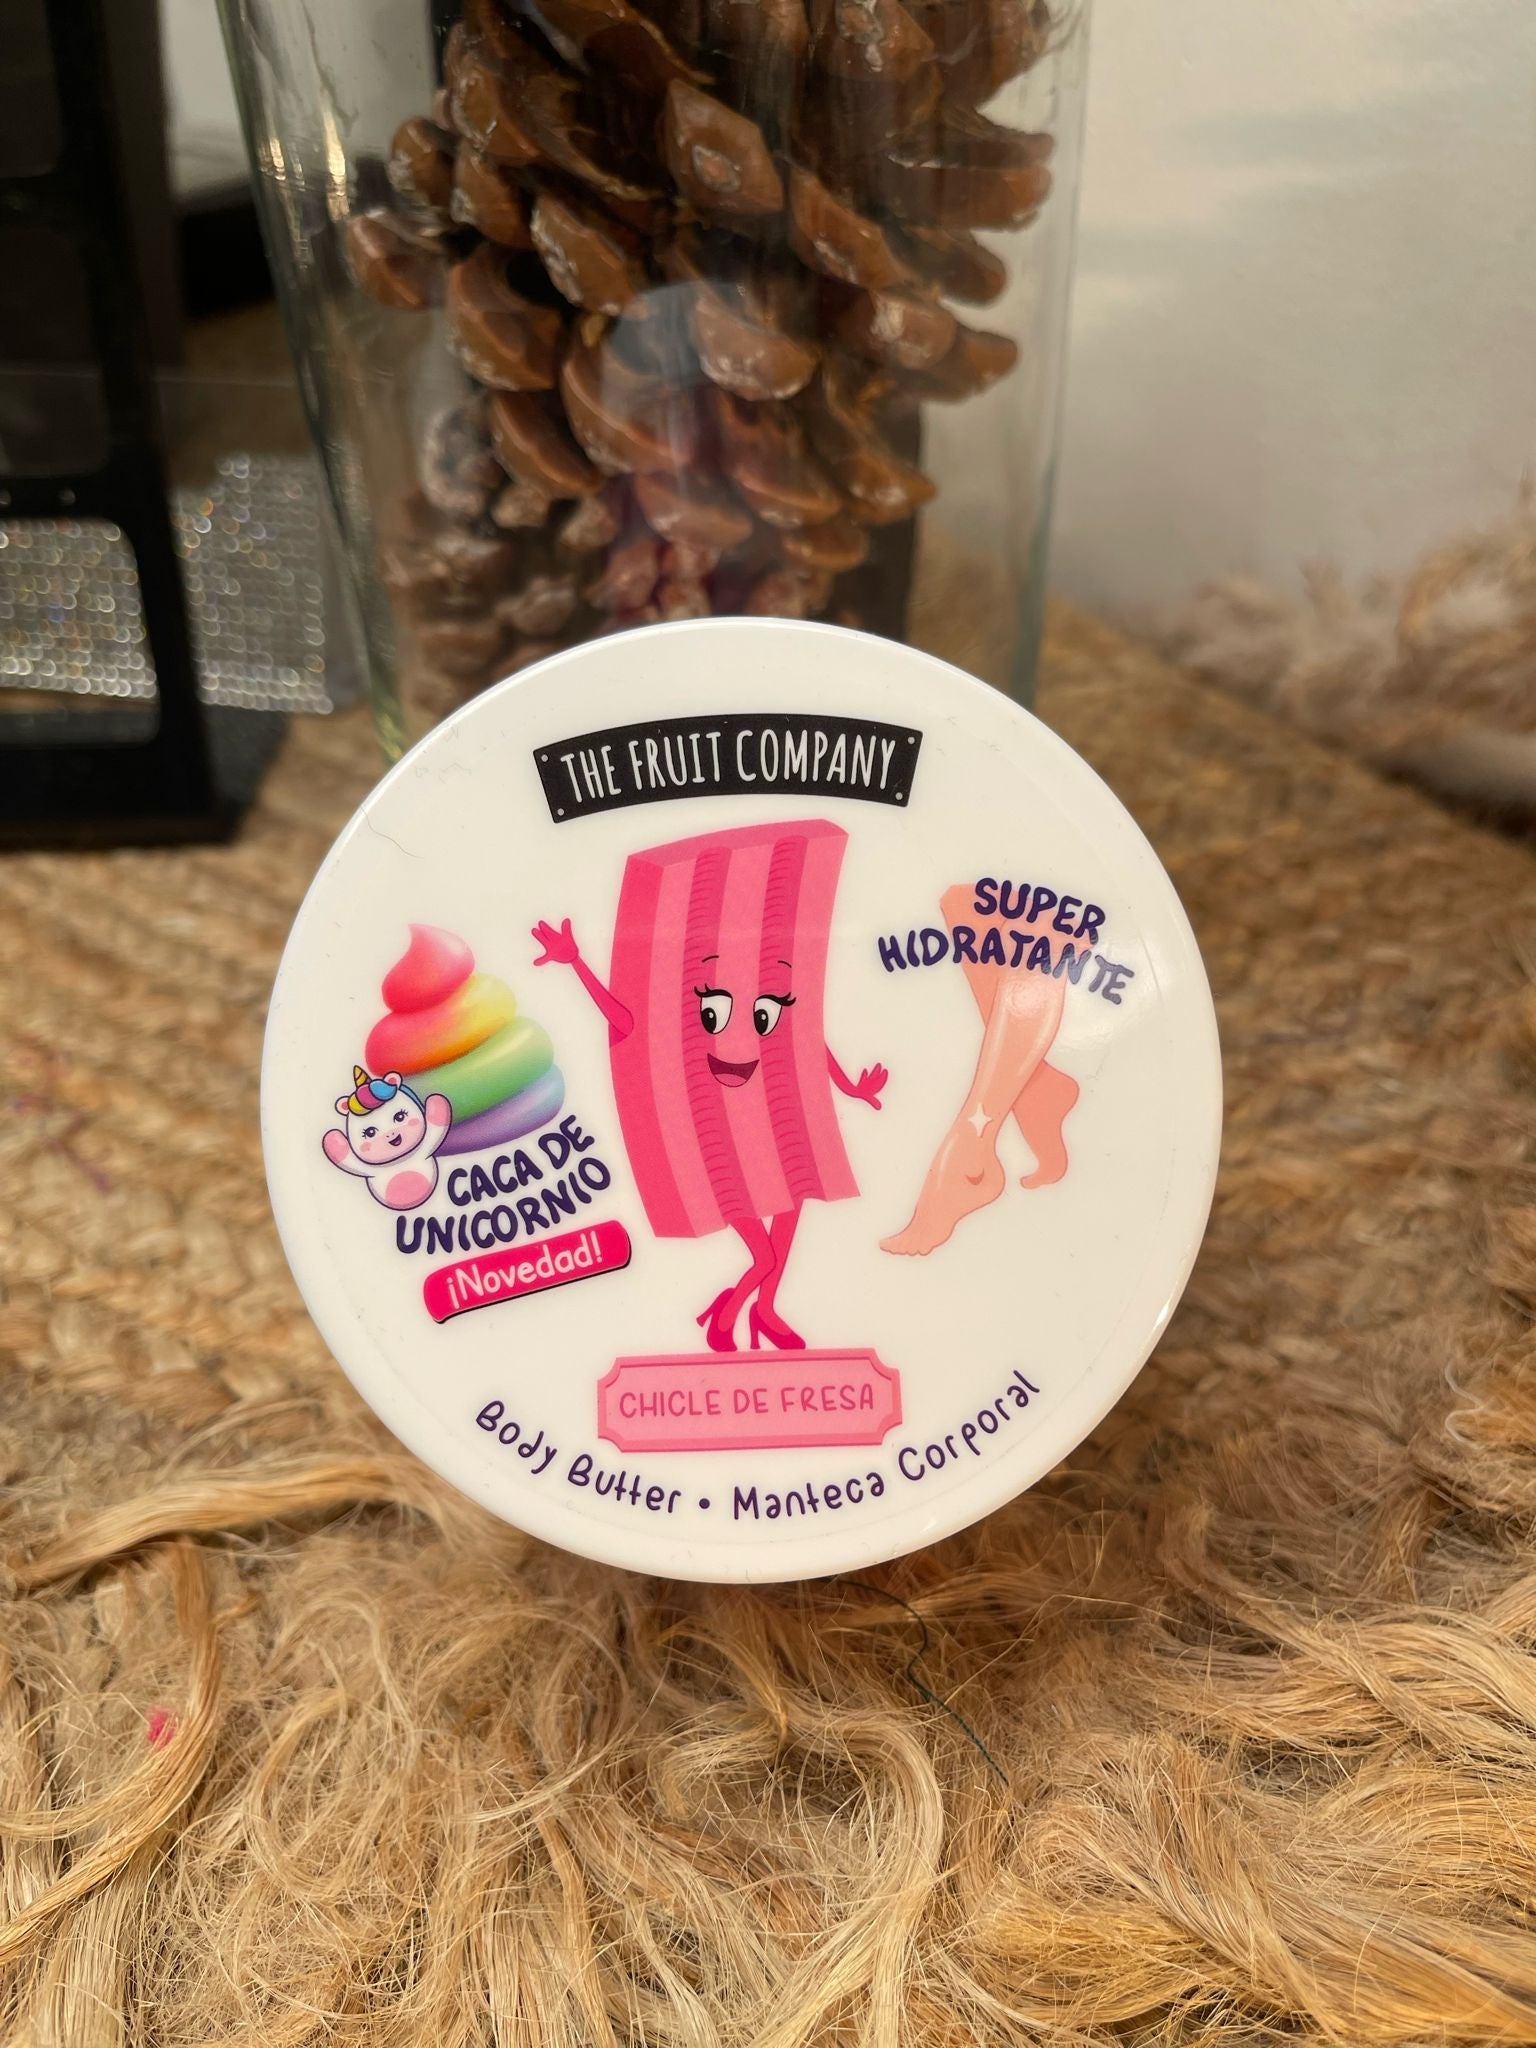 THE FRUIT COMPANY
SUPER
HIDRATANTE
CACA DE
UNICORNIO
¡Novedad!
CHICLE DE FRESA
Body Butter • Manteca Corporal